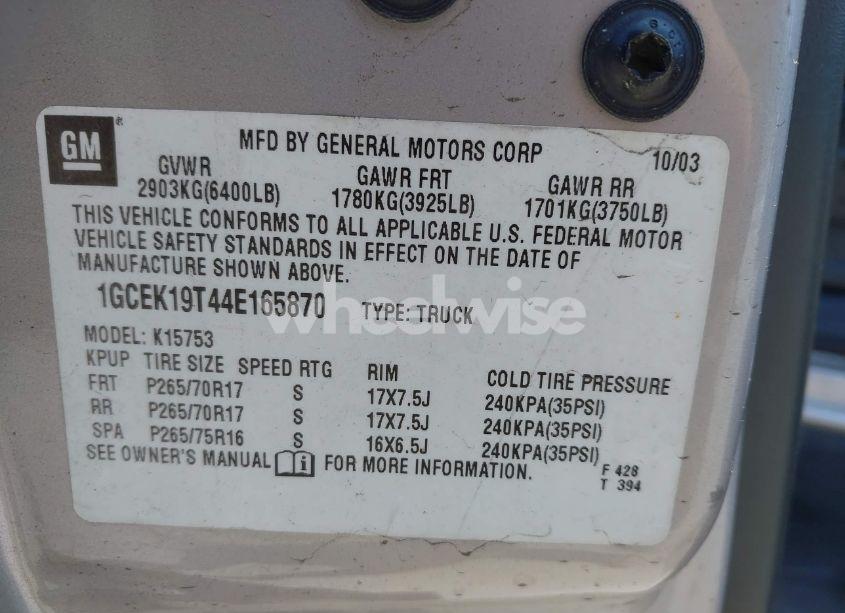 GM ® MFD BY GENERAL MOTORS CORP 10/03
GVWR GAWR FRT GAWR RR
2903KG(6400LB) 1780KG(3925LB) 1701KG(3750LB)
THIS VEHICLE CONFORMS TO ALL APPLICABLE U.S. FEDERAL MOTOR
VEHICLE SAFETY STANDARDS IN EFFECT ON THE DATE OF
MANUFACTURE SHOWN ABOVE.
1GCEK19T44E165870 TYPE: TRUCK
wheelwise
MODEL: K15753
KPUP TIRE SIZE SPEED RTG RIM COLD TIRE PRESSURE
FRT P265/70R17 S 17X7.5J 240KPA(35PSI)
RR P265/70R17 S 17X7.5J 240KPA(35PSI)
SPA P265/75R16 S 16X6.5J 240KPA(35PSI)
SEE OWNER'S MANUAL FOR MORE INFORMATION.
F 428
T 394